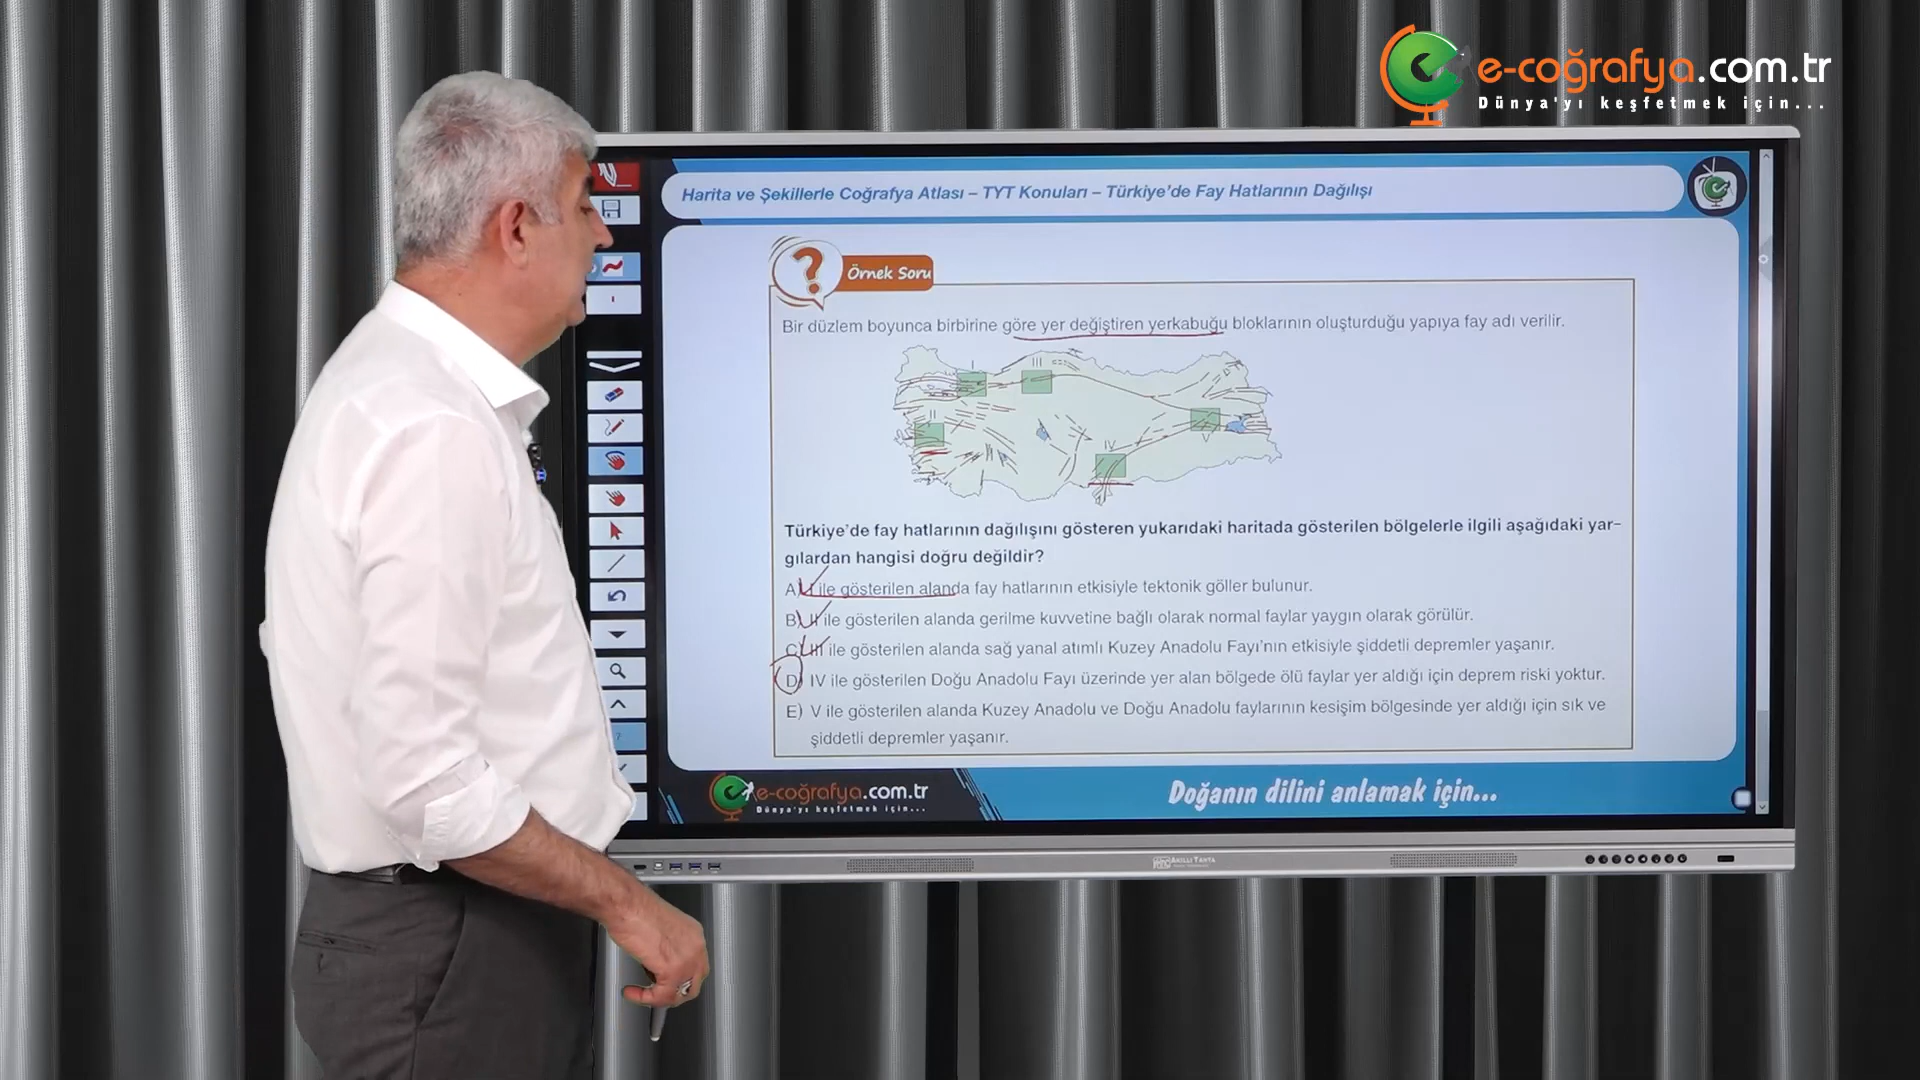 e-coğrafya.com.tr
Dünya'yı keşfetmek için...
Harita ve Şekillerle Coğrafya Atlası – TYT Konuları – Türkiye'de Fay Hatlarının Dağılışı
? Örnek Soru
Bir düzlem boyunca birbirine göre yer değiştiren yerkabuğu bloklarının oluşturduğu yapıya fay adı verilir.
I
III
II
IV
V
Türkiye'de fay hatlarının dağılışını gösteren yukarıdaki haritada gösterilen bölgelerle ilgili aşağıdaki yar-
gılardan hangisi doğru değildir?
A) I ile gösterilen alanda fay hatlarının etkisiyle tektonik göller bulunur.
B) II ile gösterilen alanda gerilme kuvvetine bağlı olarak normal faylar yaygın olarak görülür.
C) III ile gösterilen alanda sağ yanal atımlı Kuzey Anadolu Fayı'nın etkisiyle şiddetli depremler yaşanır.
D) IV ile gösterilen Doğu Anadolu Fayı üzerinde yer alan bölgede ölü faylar yer aldığı için deprem riski yoktur.
E) V ile gösterilen alanda Kuzey Anadolu ve Doğu Anadolu faylarının kesişim bölgesinde yer aldığı için sık ve
şiddetli depremler yaşanır.
e-coğrafya.com.tr
Dünya'yı keşfetmek için...
Doğanın dilini anlamak için...
AKILLI TAHTA